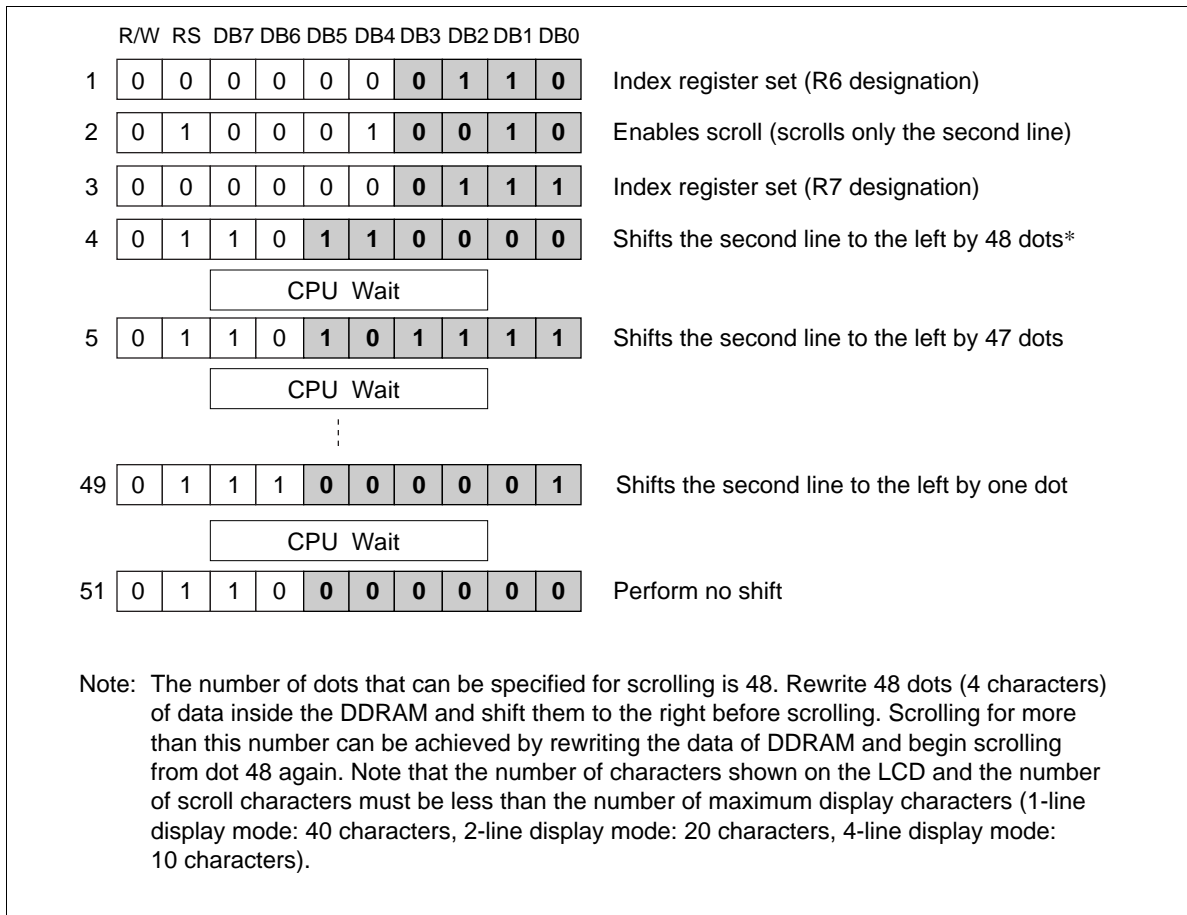 R/W RS DB7 DB6 DB5 DB4 DB3 DB2 DB1 DB0
1 0 0 0 0 0 0 0 1 1 0 Index register set (R6 designation)
2 0 1 0 0 0 1 0 0 1 0 Enables scroll (scrolls only the second line)
3 0 0 0 0 0 0 0 1 1 1 Index register set (R7 designation)
4 0 1 1 0 1 1 0 0 0 0 Shifts the second line to the left by 48 dots*
CPU Wait
5 0 1 1 0 1 0 1 1 1 1 Shifts the second line to the left by 47 dots
CPU Wait
49 0 1 1 1 0 0 0 0 0 1 Shifts the second line to the left by one dot
CPU Wait
51 0 1 1 0 0 0 0 0 0 0 Perform no shift
Note: The number of dots that can be specified for scrolling is 48. Rewrite 48 dots (4 characters)
of data inside the DDRAM and shift them to the right before scrolling. Scrolling for more
than this number can be achieved by rewriting the data of DDRAM and begin scrolling
from dot 48 again. Note that the number of characters shown on the LCD and the number
of scroll characters must be less than the number of maximum display characters (1-line
display mode: 40 characters, 2-line display mode: 20 characters, 4-line display mode:
10 characters).